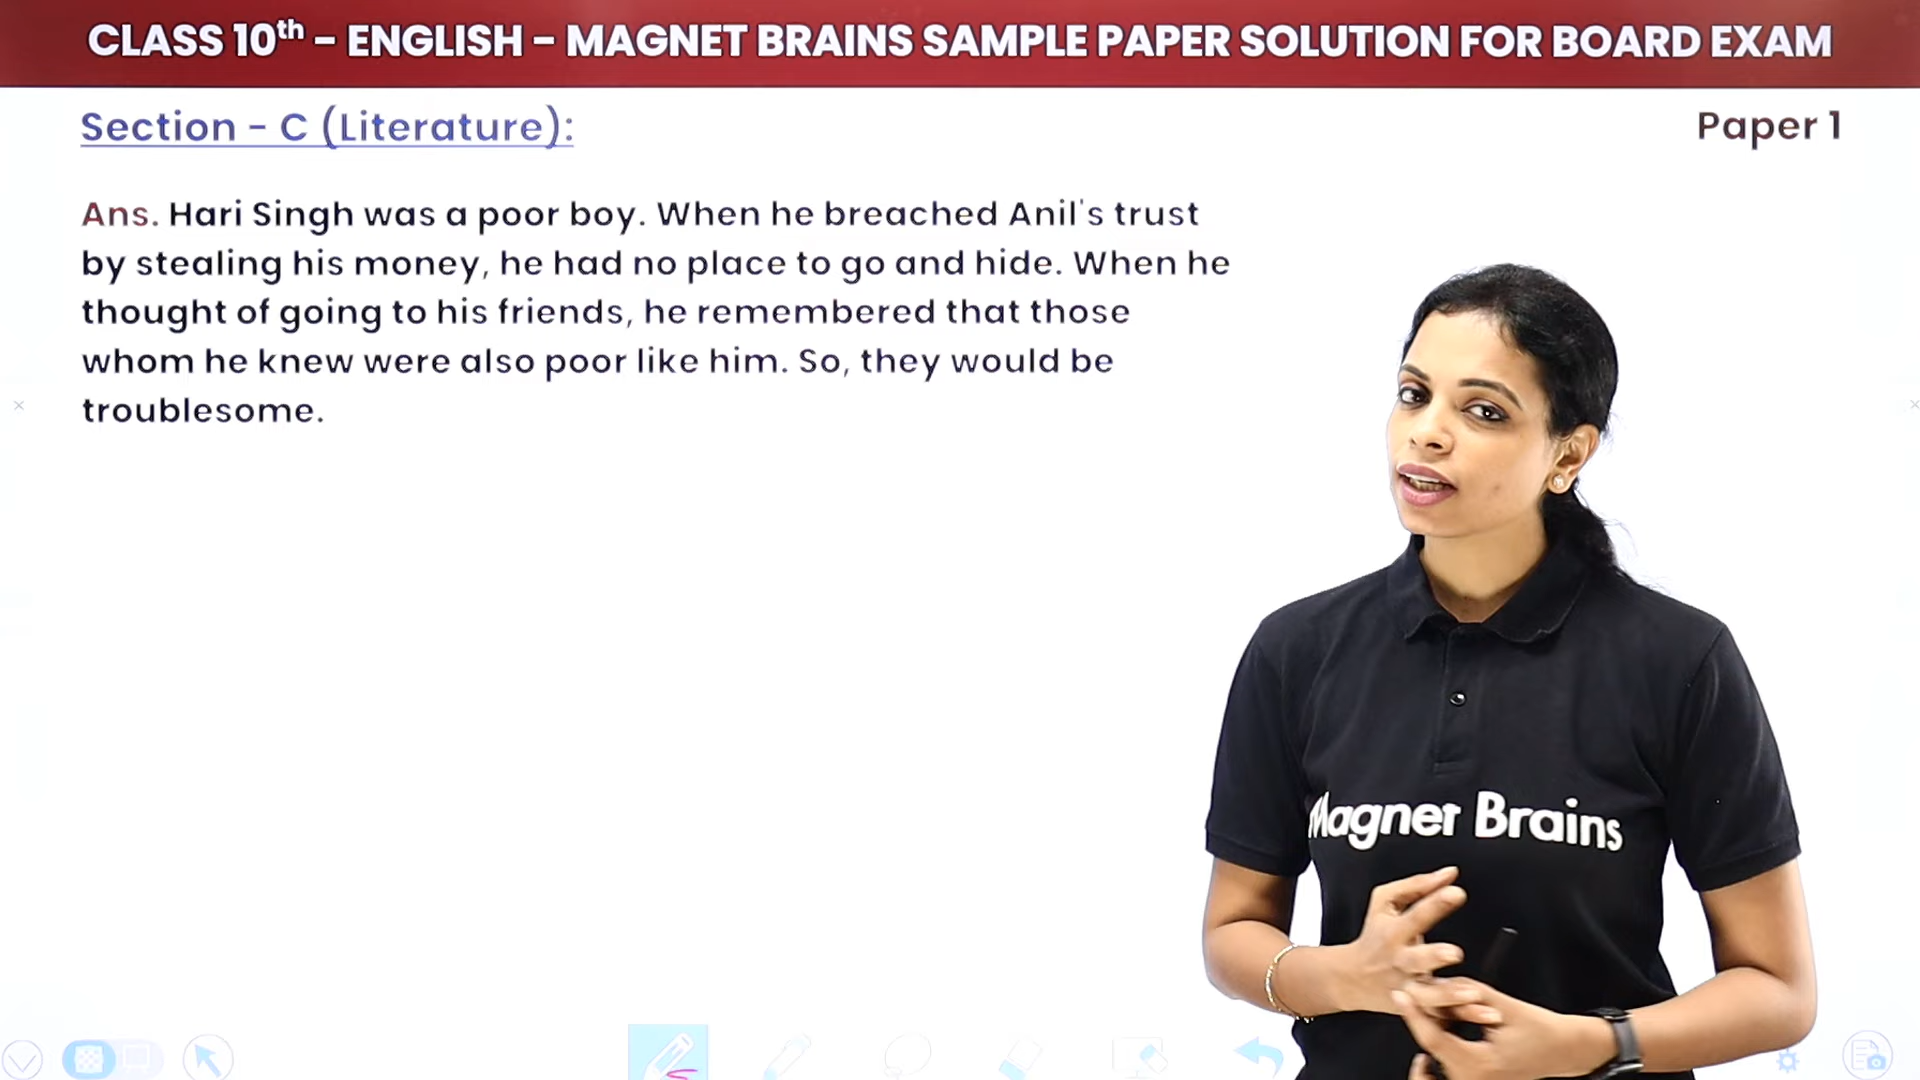 CLASS 10th - ENGLISH - MAGNET BRAINS SAMPLE PAPER SOLUTION FOR BOARD EXAM
Section - C (Literature):
Paper 1
Ans. Hari Singh was a poor boy. When he breached Anil's trust
by stealing his money, he had no place to go and hide. When he
thought of going to his friends, he remembered that those
whom he knew were also poor like him. So, they would be
troublesome.
Magnet Brains